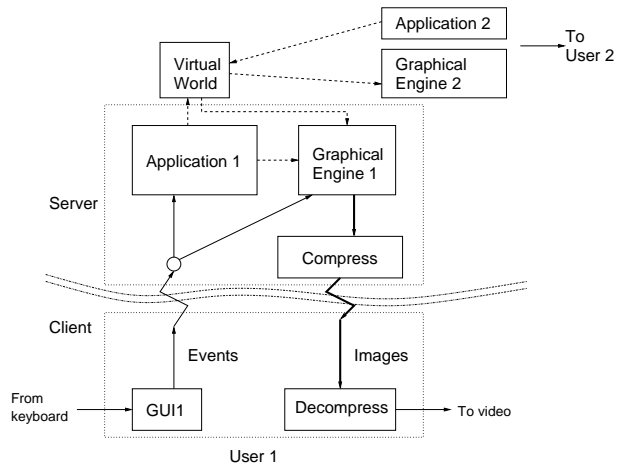 Application 2
To
User 2
Virtual
World
Graphical
Engine 2
Application 1
Graphical
Engine 1
Server
Compress
Client
Events
Images
From
keyboard
GUI1
Decompress
To video
User 1